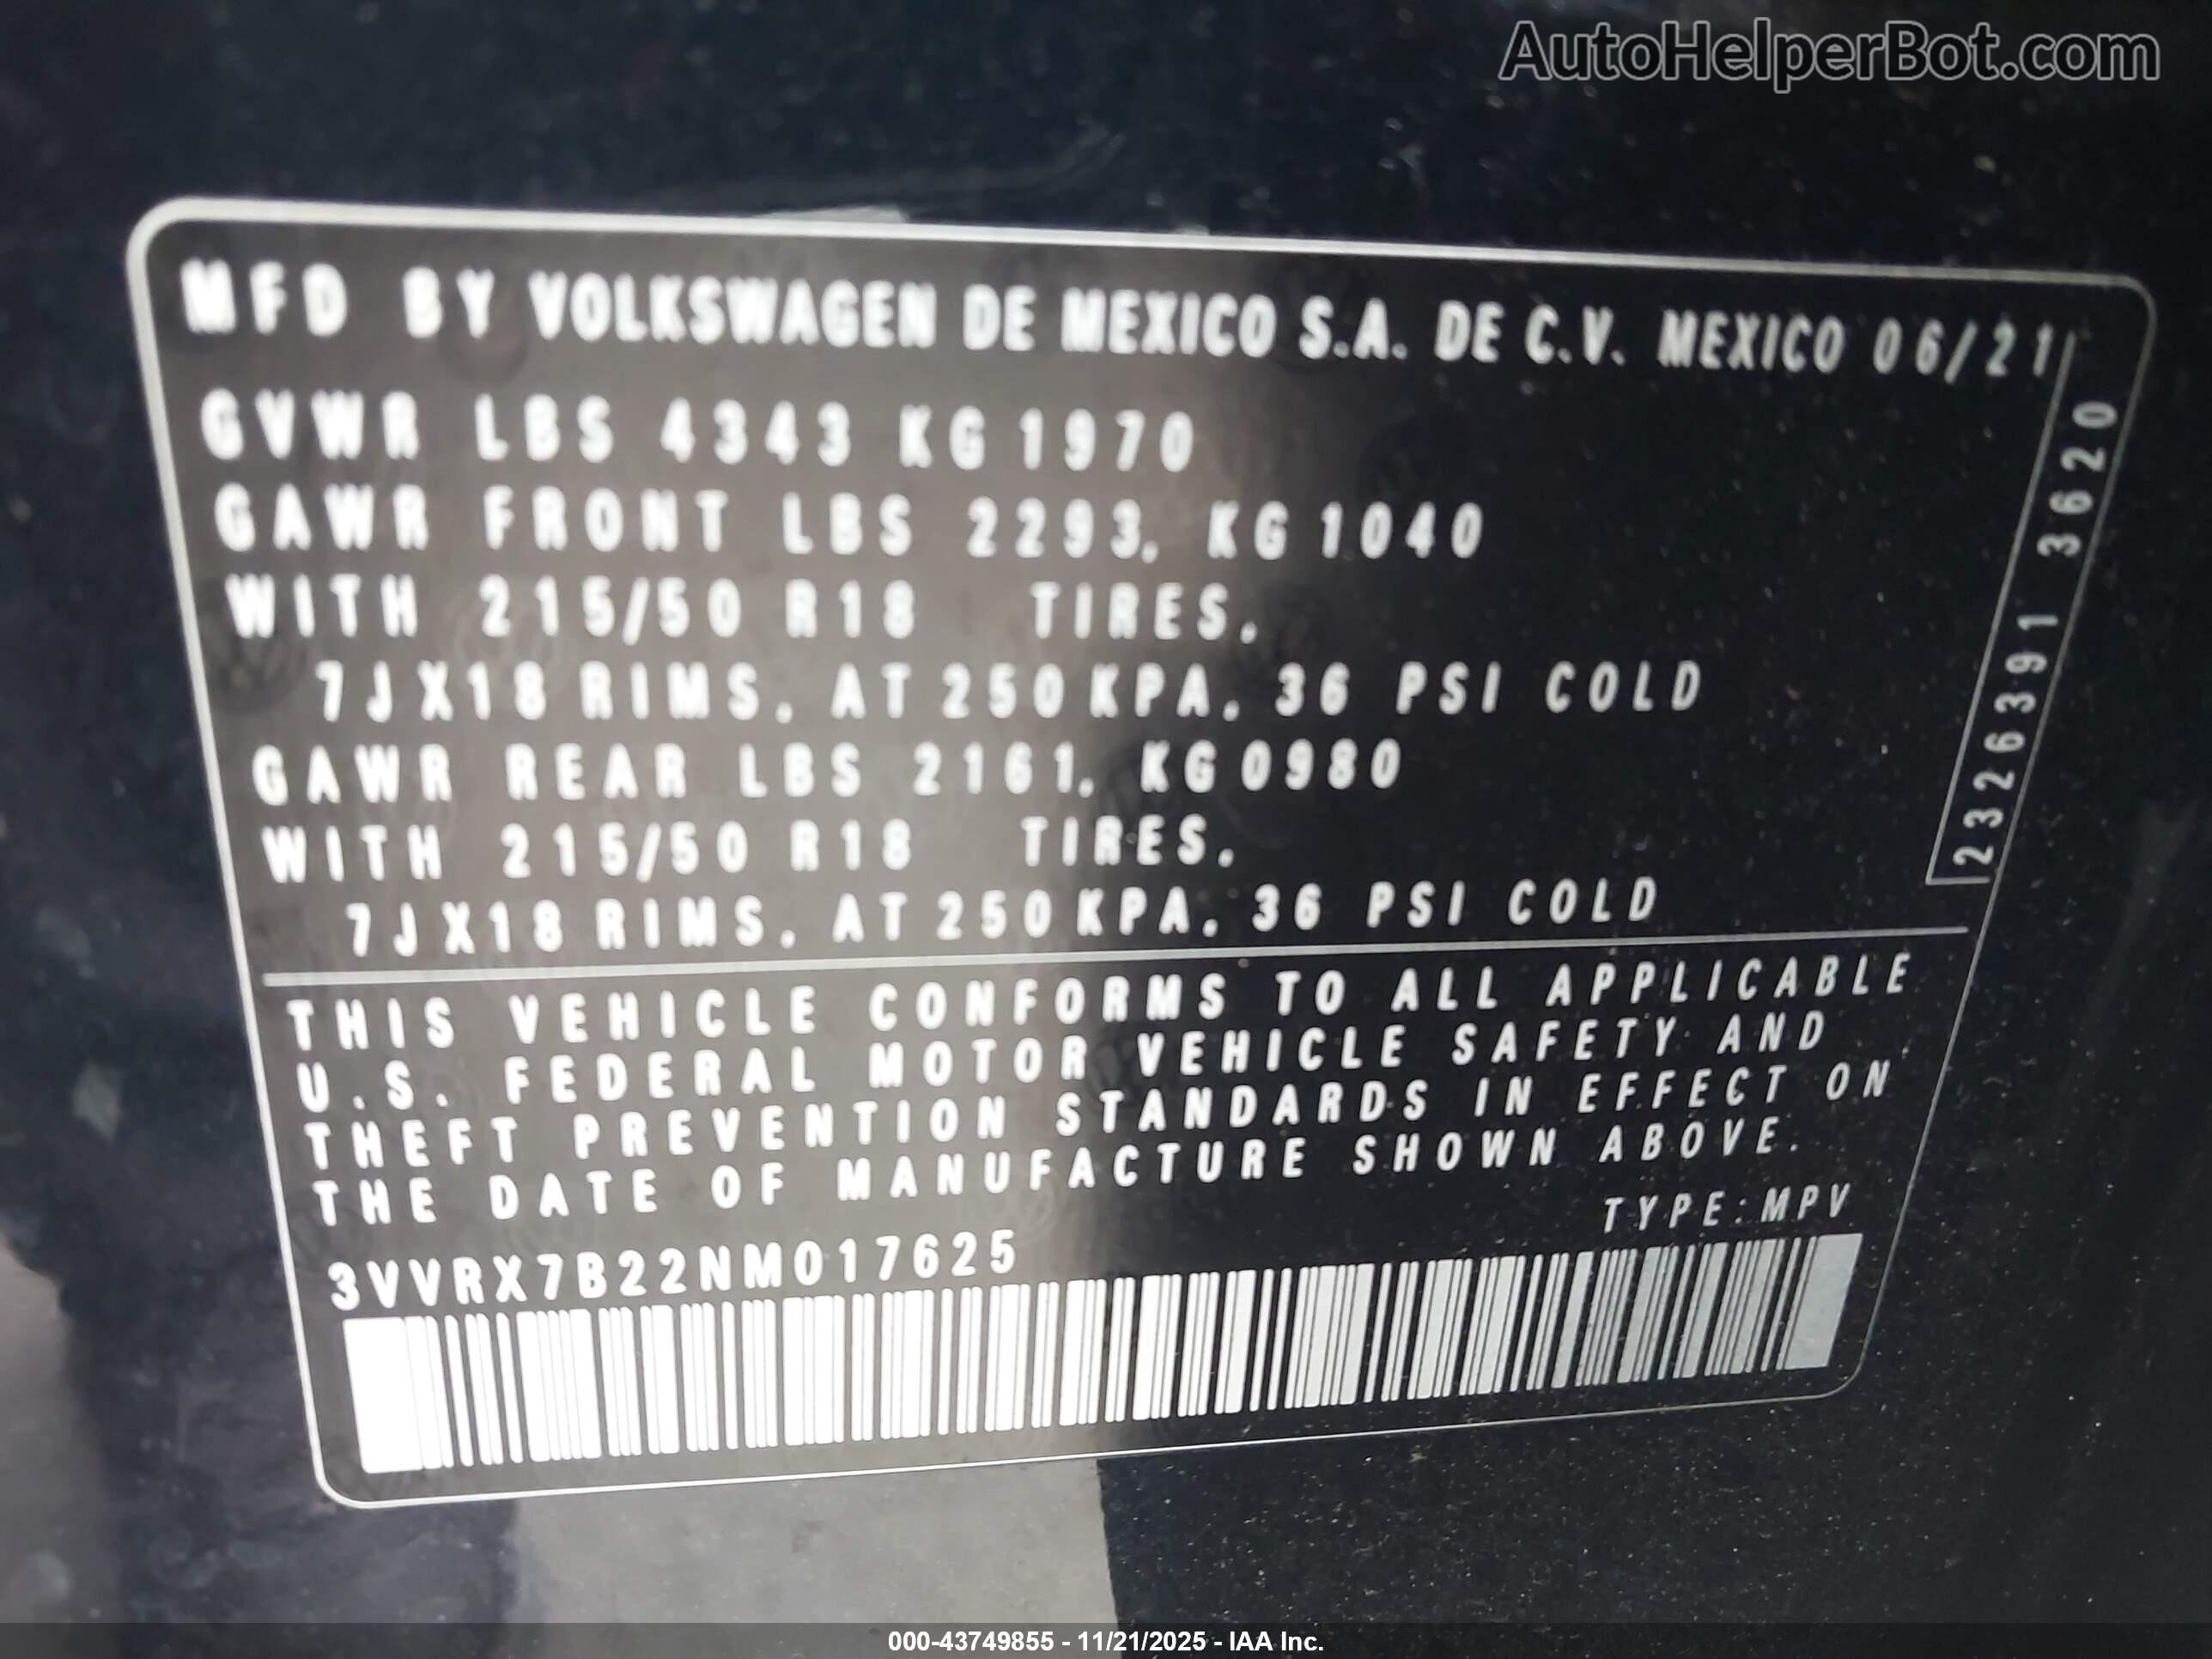 AutoHelperBot.com
MFD BY VOLKSWAGEN DE MEXICO S.A. DE C.V. MEXICO 06/21
GVWR LBS 4343 KG 1970
GAWR FRONT LBS 2293, KG 1040
WITH 215/50 R18 TIRES,
7JX18 RIMS, AT 250 KPA, 36 PSI COLD
GAWR REAR LBS 2161, KG 0980
WITH 215/50 R18 TIRES,
7JX18 RIMS, AT 250 KPA, 36 PSI COLD
2326391 3620
THIS VEHICLE CONFORMS TO ALL APPLICABLE
U.S. FEDERAL MOTOR VEHICLE SAFETY AND
THEFT PREVENTION STANDARDS IN EFFECT ON
THE DATE OF MANUFACTURE SHOWN ABOVE.
TYPE: MPV
3VVRX7B22NM017625
000-43749855 - 11/21/2025 - IAA Inc.